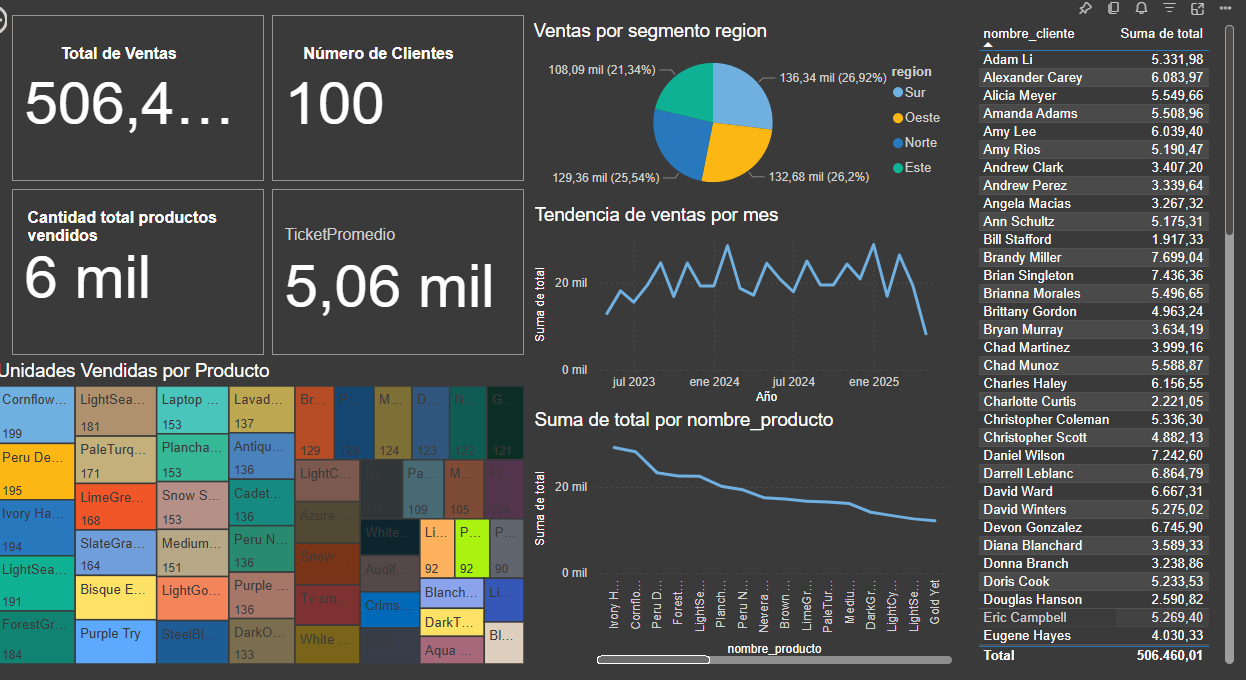 Total de Ventas
506,4…
Número de Clientes
100
Cantidad total productos
vendidos
6 mil
TicketPromedio
5,06 mil
Unidades Vendidas por Producto
Cornflow…
199
Peru De…
195
Ivory Ha…
194
LightSea…
191
ForestGr…
184
LightSea…
181
PaleTurq…
171
LimeGre…
168
SlateGra…
164
Bisque E…
Purple Try
Laptop …
153
Plancha…
153
Snow S…
153
Medium…
151
LightGo…
SteelBl…
Lavad…
137
Antiqu…
136
Cadet…
136
Peru N…
136
Purple …
136
DarkO…
133
Br…
129
M…
124
D…
123
N…
122
G…
121
LightC…
Azure …
Snow…
Tv sm…
White …
Pa…
109
M…
105
White…
Audif…
Crims…
Li…
92
P…
92
P…
90
Blanch…
DarkT…
Aqua …
Li…
Bl…
Ventas por segmento region
108,09 mil (21,34%)
136,34 mil (26,92%)
129,36 mil (25,54%)
132,68 mil (26,2%)
region
Sur
Oeste
Norte
Este
Tendencia de ventas por mes
Suma de total
20 mil
0 mil
jul 2023
ene 2024
jul 2024
ene 2025
Año
Suma de total por nombre_producto
Suma de total
20 mil
0 mil
Ivory H…
Cornflo…
Peru D…
Forest…
LightSe…
Planch…
Peru N…
Nevera …
Brown…
LimeGr…
PaleTur…
Mediu…
DarkGr…
LightCy…
LightSe…
Gold Yet
nombre_producto
nombre_cliente Suma de total
Adam Li 5.331,98
Alexander Carey 6.083,97
Alicia Meyer 5.549,66
Amanda Adams 5.508,96
Amy Lee 6.039,40
Amy Rios 5.190,47
Andrew Clark 3.407,20
Andrew Perez 3.339,64
Angela Macias 3.267,32
Ann Schultz 5.175,31
Bill Stafford 1.917,33
Brandy Miller 7.699,04
Brian Singleton 7.436,36
Brianna Morales 5.496,65
Brittany Gordon 4.963,24
Bryan Murray 3.634,19
Chad Martinez 3.999,16
Chad Munoz 5.588,87
Charles Haley 6.156,55
Charlotte Curtis 2.221,05
Christopher Coleman 5.336,30
Christopher Scott 4.882,13
Daniel Wilson 7.242,60
Darrell Leblanc 6.864,79
David Ward 6.667,31
David Winters 5.275,02
Devon Gonzalez 6.745,90
Diana Blanchard 3.589,33
Donna Branch 3.238,86
Doris Cook 5.233,53
Douglas Hanson 2.590,82
Eric Campbell 5.269,40
Eugene Hayes 4.030,33
Total 506.460,01